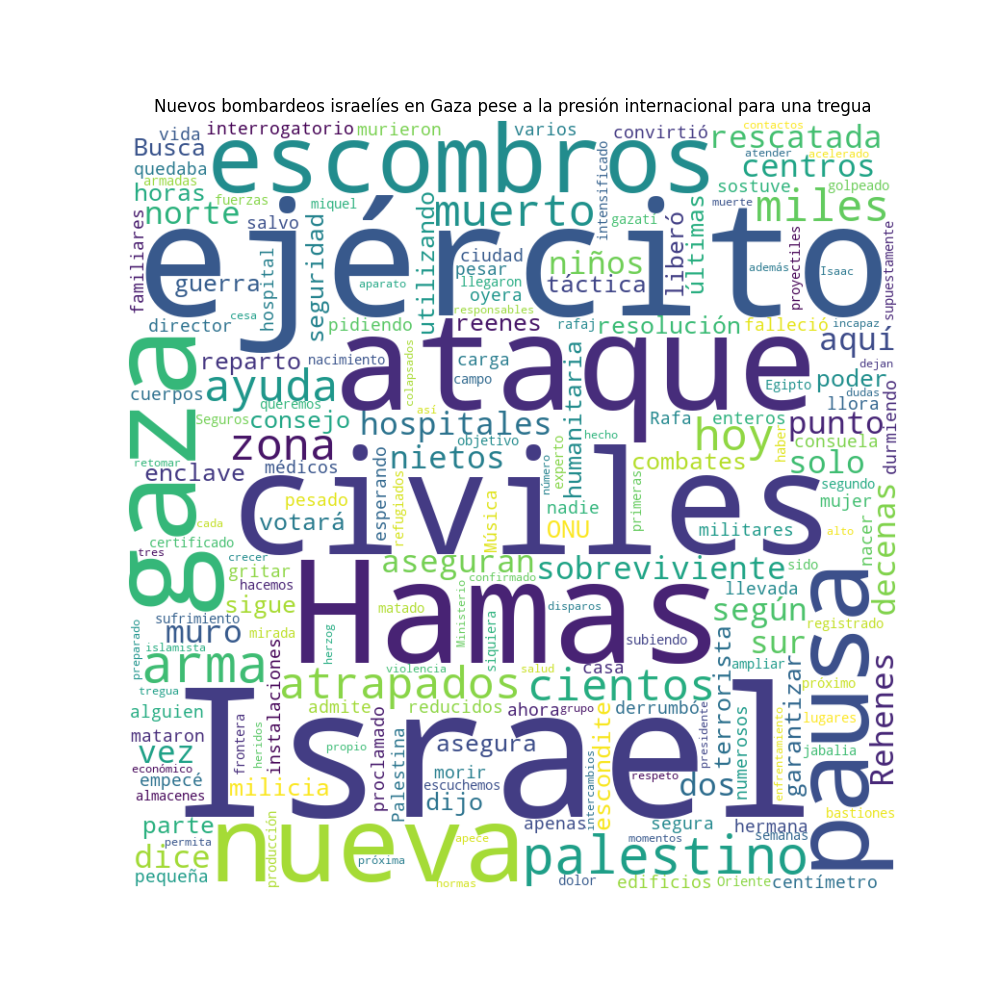 Nuevos bombardeos israelíes en Gaza pese a la presión internacional para una tregua
vida
interrogatorio
murieron
varios
convirtió
contactos
rescatada
Busca
escombros
intensificado
atender
acelerado
quedaba
centros
armadas
sostuve
golpeado
horas
fuerzas
miquel
utilizando
muerto
últimas
muerte
miles
norte
salvo
seguridad
gazati
liberó
familiares
ejército
proyectiles
supuestamente
guerra
hospital
aparato
ciudad
pesar
niños
además
Isaac
cesa
llegaron
táctica
oyera
responsables
director
pidiendo
reenes
rafaj
resolución
falleció
incapaz
aquí
gaza
reparto
nacimiento
ataque
carga
humanitaria
dejan
cuerpos
ayuda
colapsados
campo
Egipto
poder
dudas
queremos
así
llora
Seguros
consejo
hospitales
Rafa
enteros
hoy
punto
durmiendo
zona
objetivo
hecho
haber
consuela
retomar
enclave
médicos
esperando
nietos
experto
combates
solo
número
primeras
segundo
pesado
refugiados
Música
nadie
mujer
decenas
cada
votará
civiles
ONU
militares
alto
certificado
nacer
tres
crecer
gritar
aseguran
sobreviviente
sido
hacemos
confirmado
llevada
sigue
matado
Ministerio
disparos
según
pausa
sufrimiento
Hamas
registrado
muro
mirada
herzog
siquiera
subiendo
sur
preparado
islamista
arma
instalaciones
violencia
salud
casa
terrorista
ampliar
garantizar
Rehenes
tregua
atrapados
cientos
próximo
alguien
admite
reducidos
ahora
grupo
derrumbó
lugares
mataron
frontera
heridos
proclamado
Israel
escondite
presidente
numerosos
enfrentamiento
jabalia
vez
propio
Palestina
asegura
económico
empecé
morir
intercambios
respeto
almacenes
milicia
escuchemos
dos
dijo
bastiones
parte
nueva
apenas
segura
hermana
semanas
permita
producción
apece
momentos
dice
próxima
palestino
pequeña
normas
dolor
edificios
Oriente
centímetro